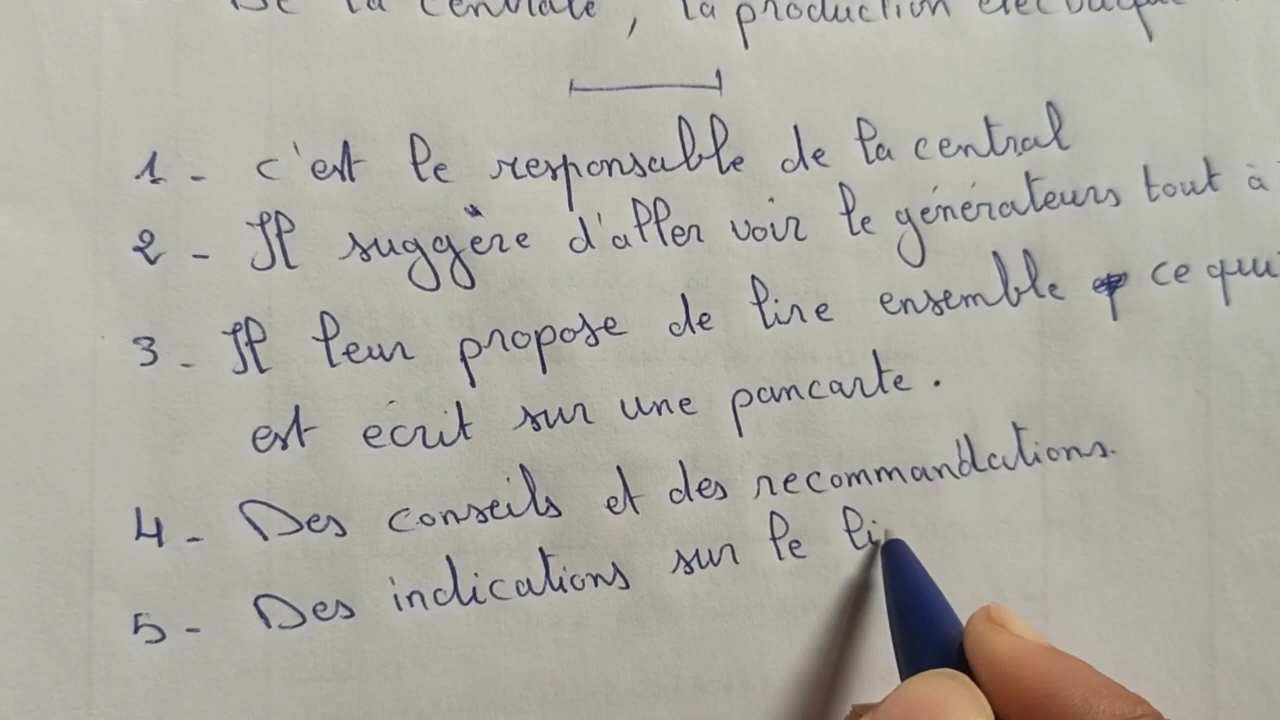 De la centrale, la production électrique
1 - c'est le responsable de la central
2 - Il suggère d'aller voir le générateurs tout à
3 - Il leur propose de lire ensemble ce qui
est écrit sur une pancarte.
4 - Des conseils et des recommandations.
5 - Des indications sur le li